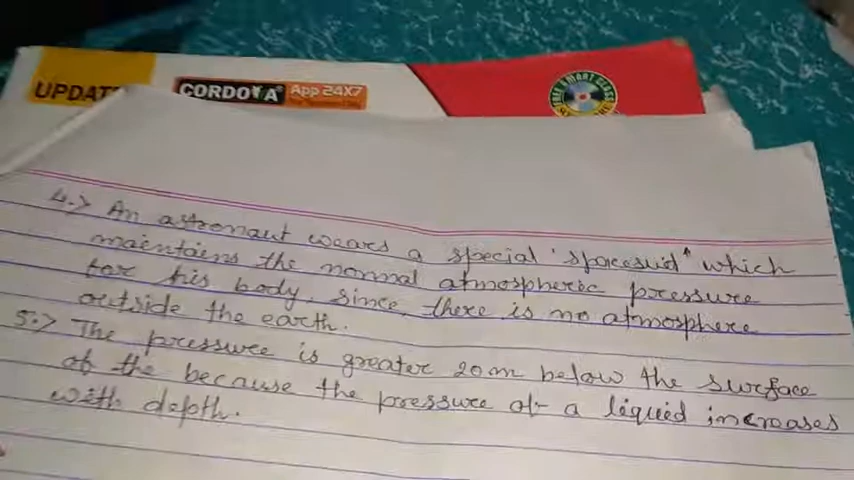 UPDAT
CORDOVA App 24X7
4.> An astronaut wears a special 'spacesuid" which
maintains the normal atmospheric pressure
for his body. Since, there is no atmosphere
outside the earth.
5.> The pressure is greater 20m below the surface
of the because the pressure of a liquid increases
with depth.